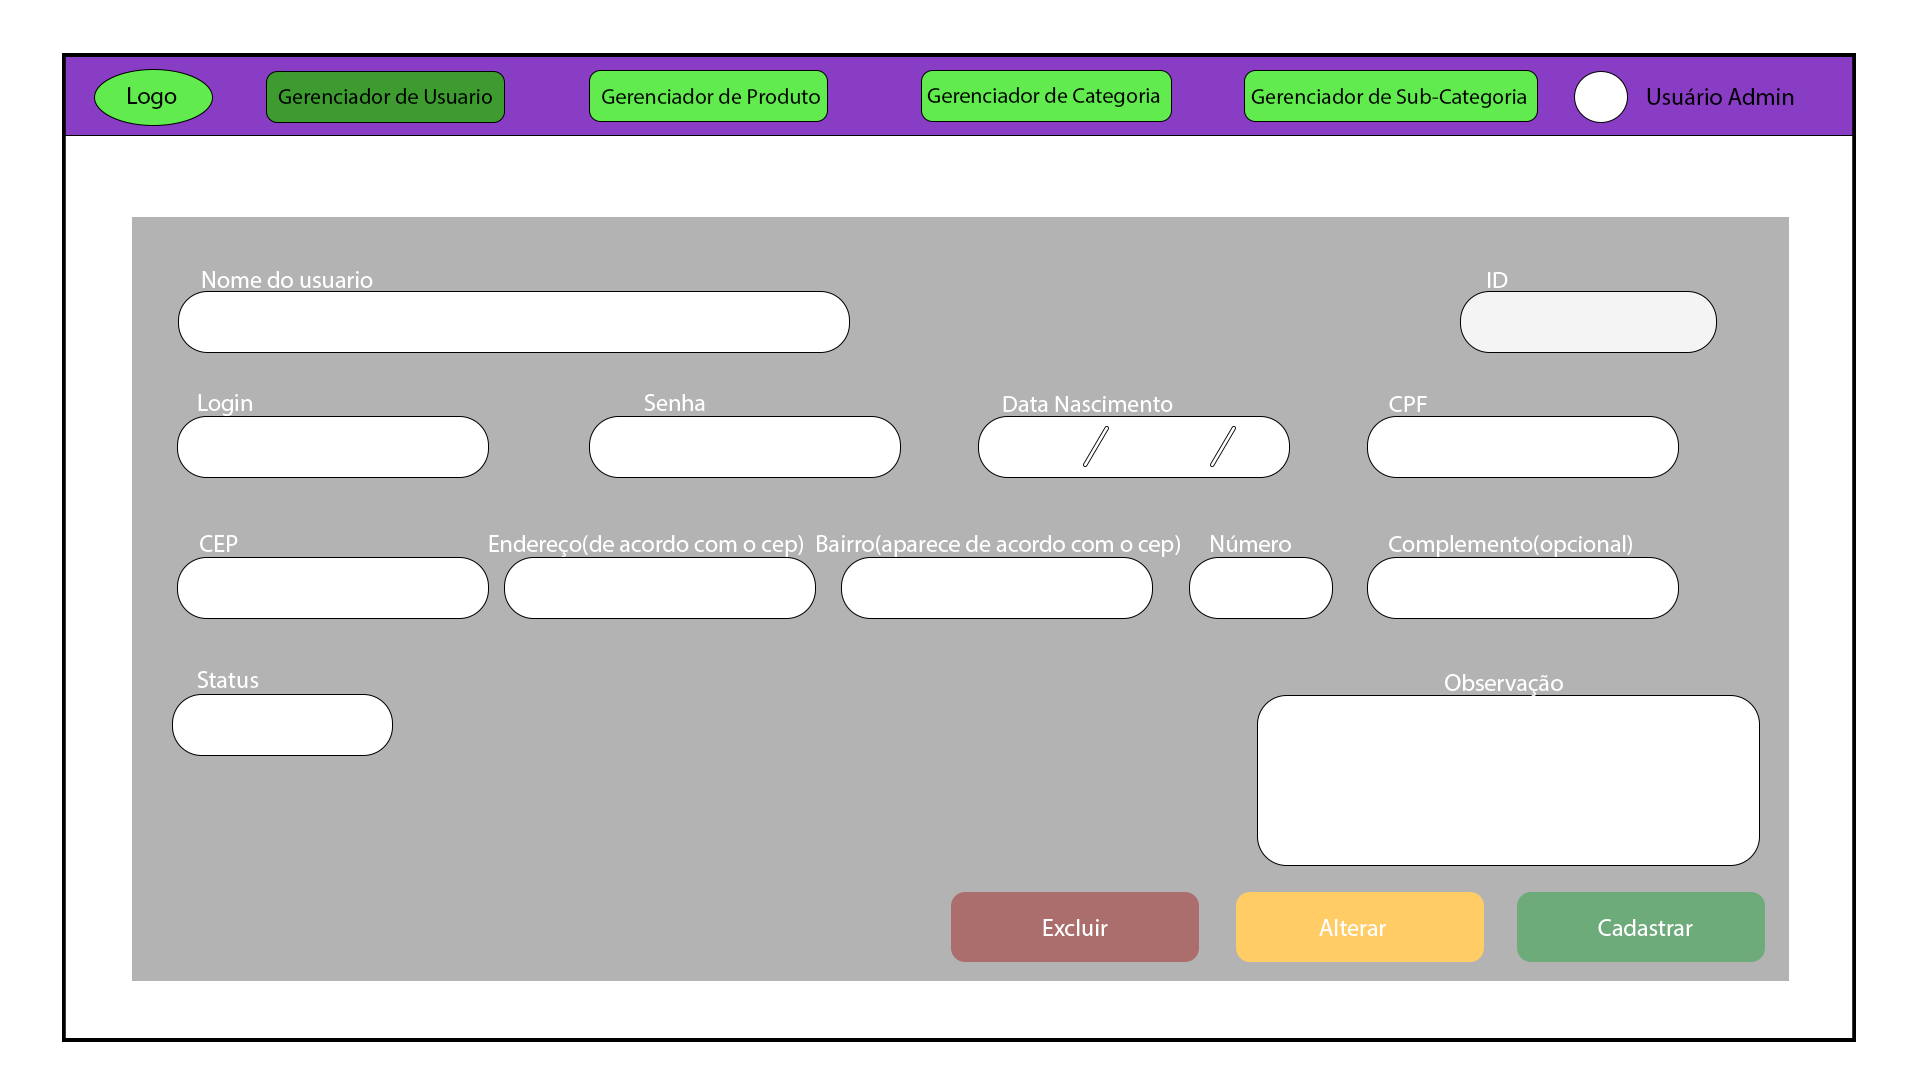 Logo
Gerenciador de Usuario
Gerenciador de Produto
Gerenciador de Categoria
Gerenciador de Sub-Categoria
Usuário Admin
Nome do usuario
ID
Login
Senha
Data Nascimento
CPF
/ /
CEP
Endereço(de acordo com o cep)
Bairro(aparece de acordo com o cep)
Número
Complemento(opcional)
Status
Observação
Excluir
Alterar
Cadastrar